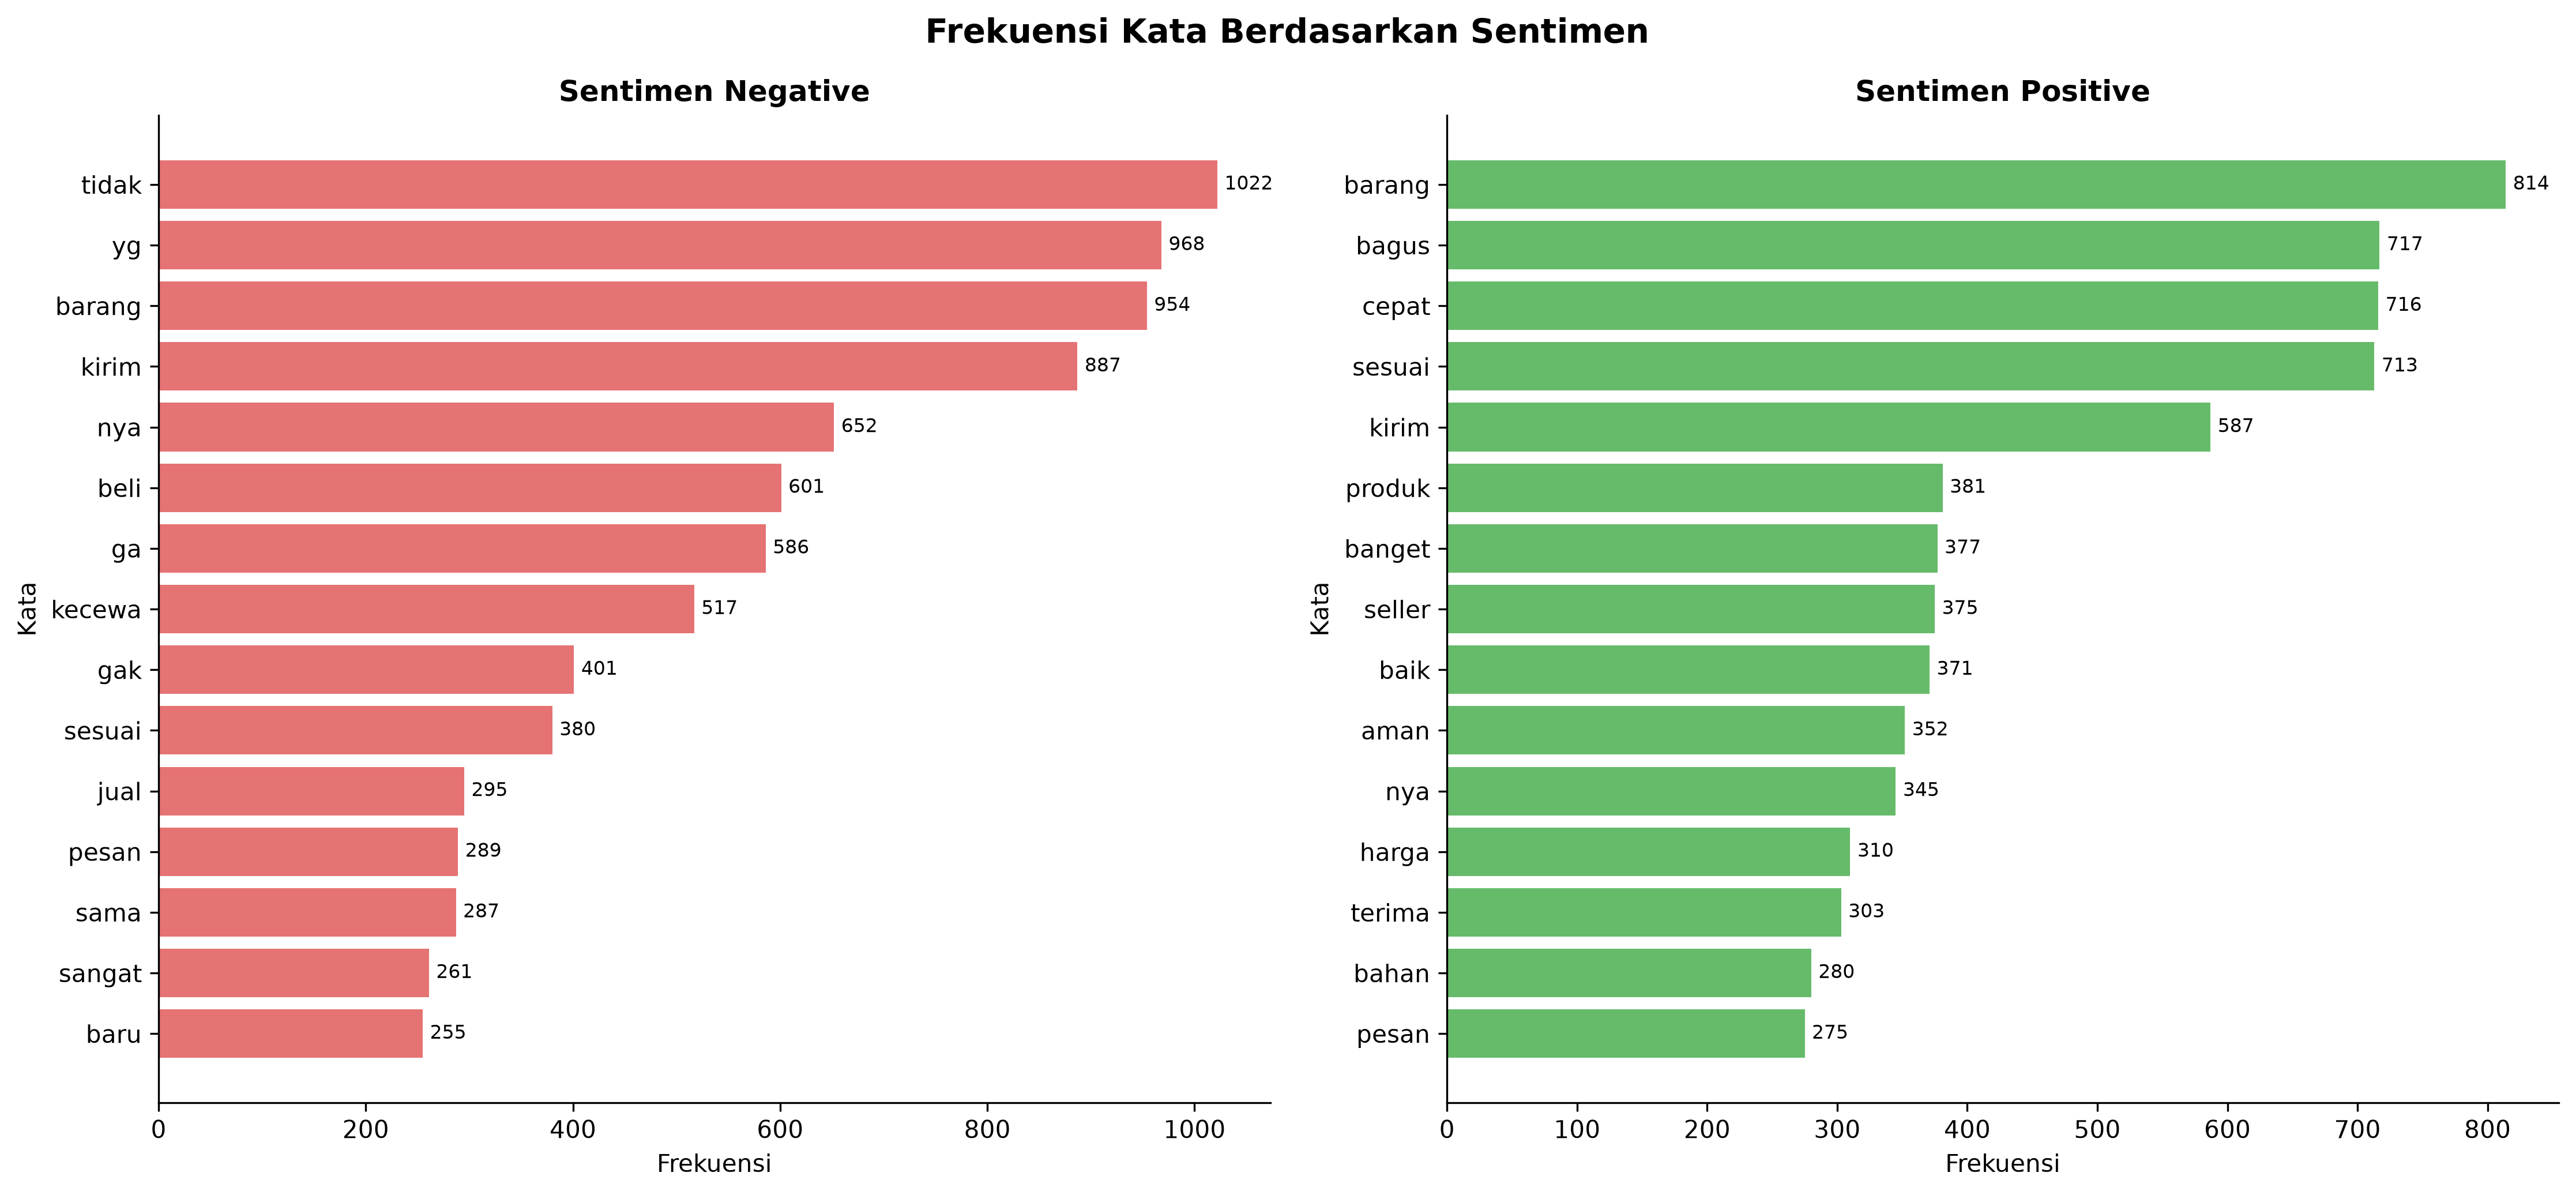 Frekuensi Kata Berdasarkan Sentimen
Sentimen Negative
Kata
tidak 1022
yg 968
barang 954
kirim 887
nya 652
beli 601
ga 586
kecewa 517
gak 401
sesuai 380
jual 295
pesan 289
sama 287
sangat 261
baru 255
0 200 400 600 800 1000
Frekuensi
Sentimen Positive
Kata
barang 814
bagus 717
cepat 716
sesuai 713
kirim 587
produk 381
banget 377
seller 375
baik 371
aman 352
nya 345
harga 310
terima 303
bahan 280
pesan 275
0 100 200 300 400 500 600 700 800
Frekuensi